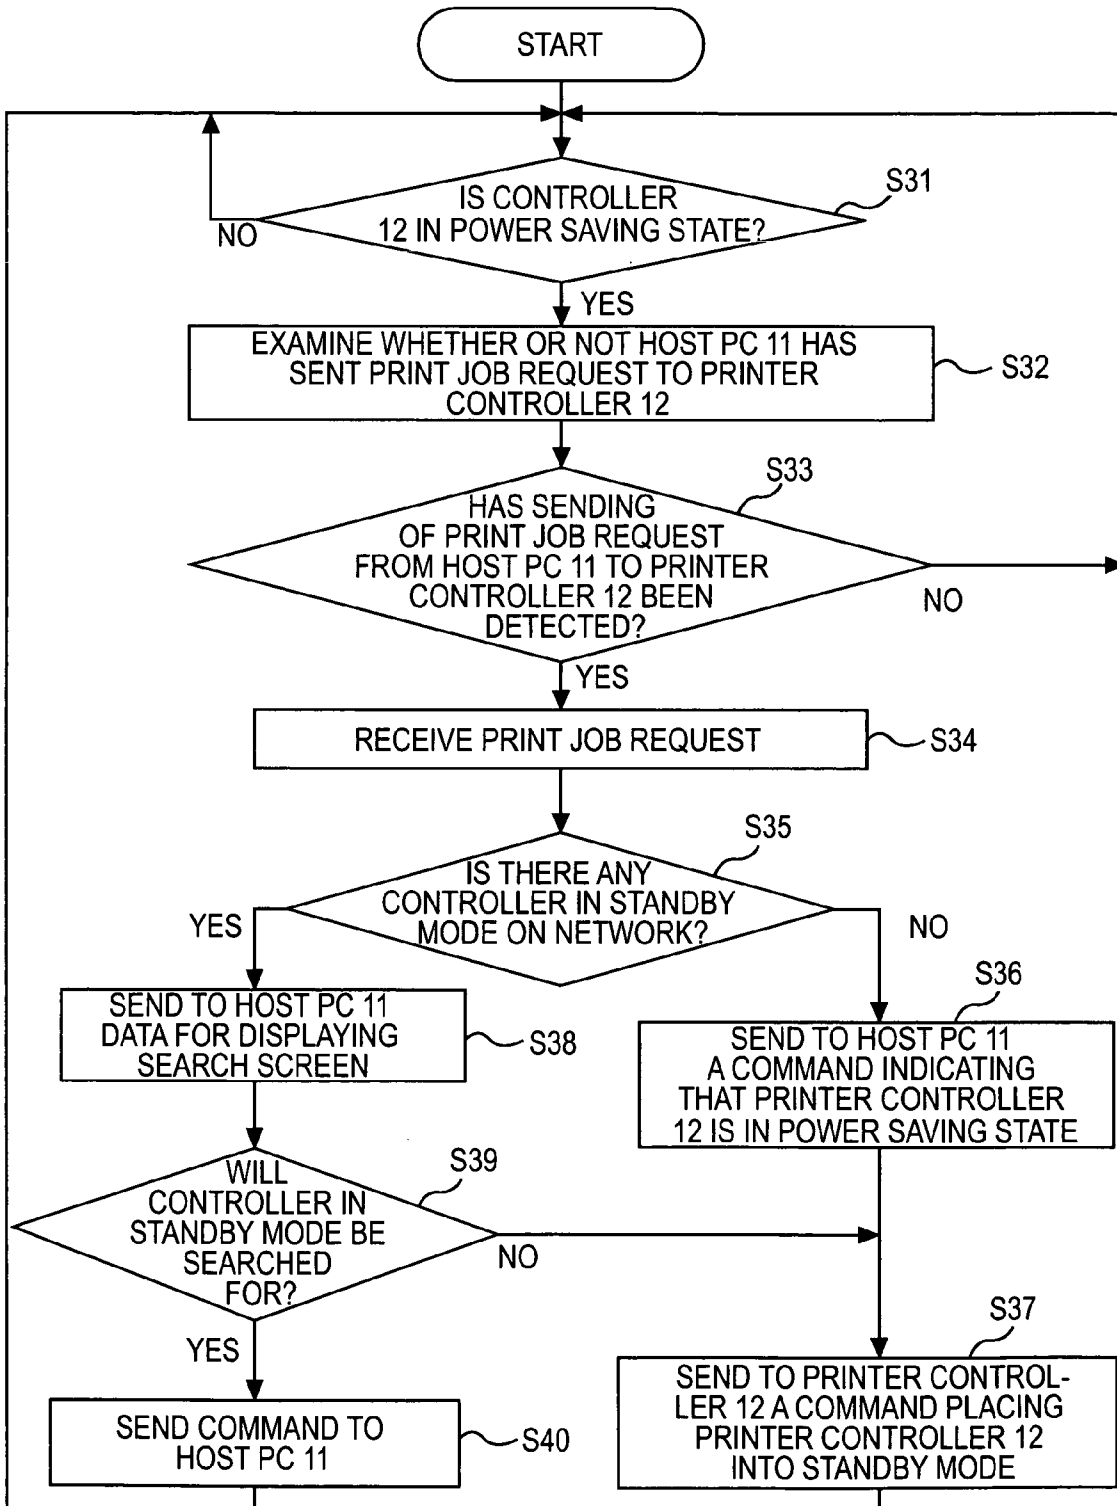 START
IS CONTROLLER
12 IN POWER SAVING STATE?
S31
NO
YES
EXAMINE WHETHER OR NOT HOST PC 11 HAS
SENT PRINT JOB REQUEST TO PRINTER
CONTROLLER 12
S32
S33
HAS SENDING
OF PRINT JOB REQUEST
FROM HOST PC 11 TO PRINTER
CONTROLLER 12 BEEN
DETECTED?
NO
YES
RECEIVE PRINT JOB REQUEST
S34
S35
IS THERE ANY
CONTROLLER IN STANDBY
MODE ON NETWORK?
YES
NO
SEND TO HOST PC 11
DATA FOR DISPLAYING
SEARCH SCREEN
S38
S36
SEND TO HOST PC 11
A COMMAND INDICATING
THAT PRINTER CONTROLLER
12 IS IN POWER SAVING STATE
S39
WILL
CONTROLLER IN
STANDBY MODE BE
SEARCHED
FOR?
NO
YES
S37
SEND TO PRINTER CONTROL-
LER 12 A COMMAND PLACING
PRINTER CONTROLLER 12
INTO STANDBY MODE
SEND COMMAND TO
HOST PC 11
S40